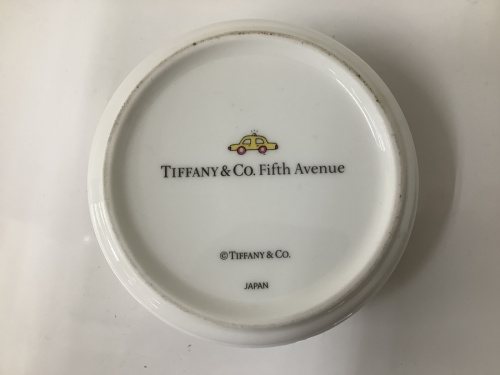 TIFFANY & CO. Fifth Avenue
© TIFFANY & CO.
JAPAN